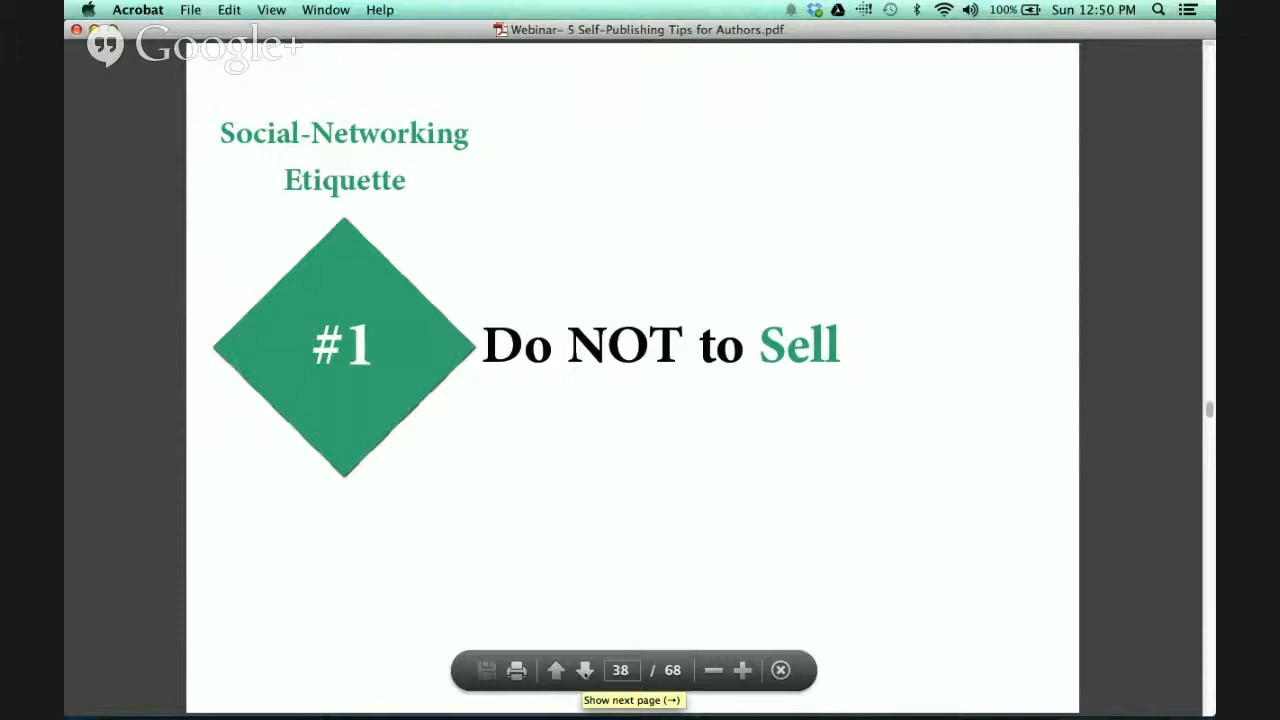 Acrobat File Edit View Window Help 100% Sun 12:50 PM
Webinar– 5 Self-Publishing Tips for Authors.pdf
Google+
Social-Networking
Etiquette
#1
Do NOT to Sell
38 / 68
Show next page (→)